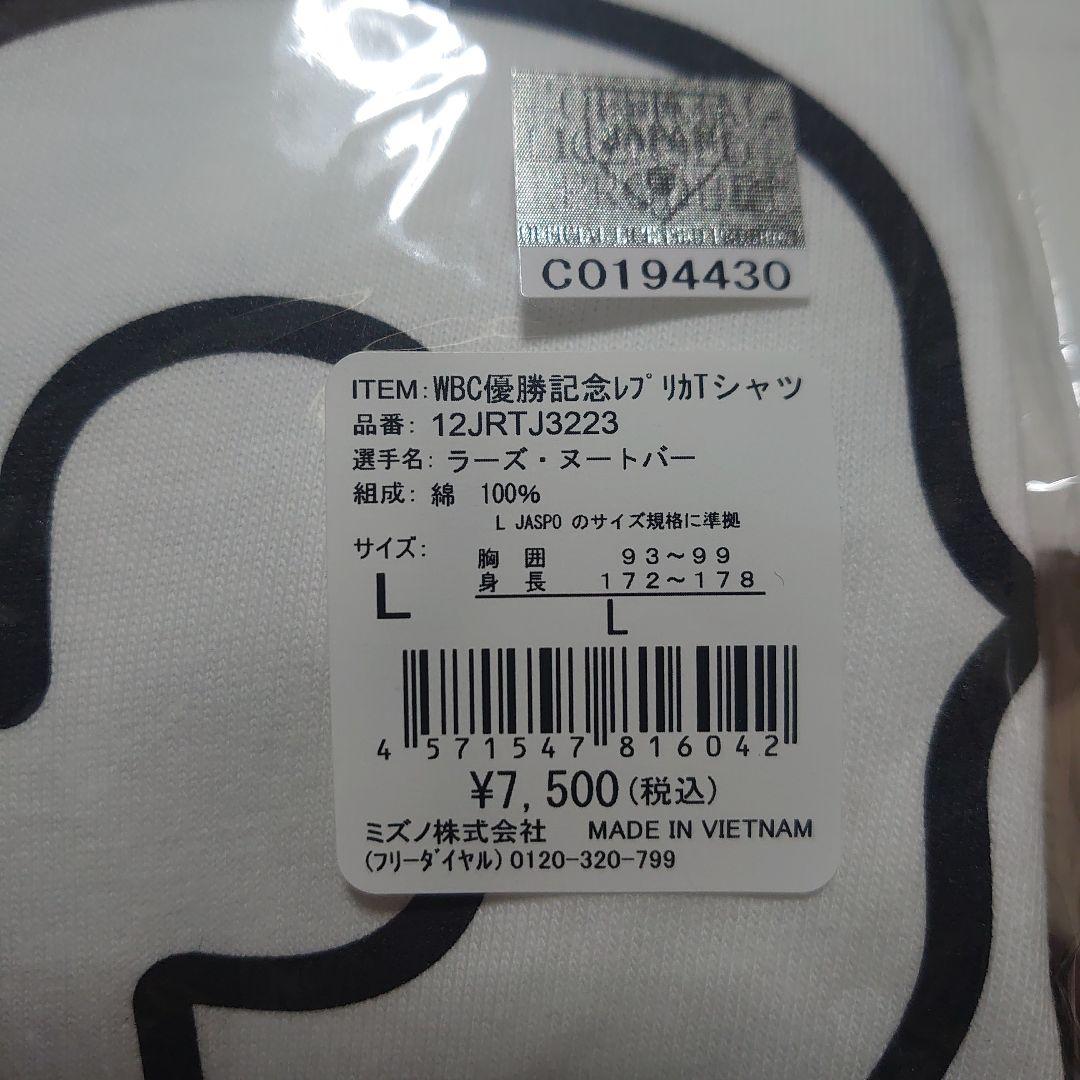 JAPAN
C0194430
ITEM:WBC優勝記念ﾚﾌﾟﾘｶTシャツ
品番: 12JRTJ3223
選手名: ラーズ・ヌートバー
組成: 綿 100%
L JASPO のサイズ規格に準拠
サイズ:
胸 囲 93～99
身 長 172～178
L
L
4 571547 816042
¥7,500(税込)
ミズノ株式会社 MADE IN VIETNAM
(フリーダイヤル) 0120-320-799